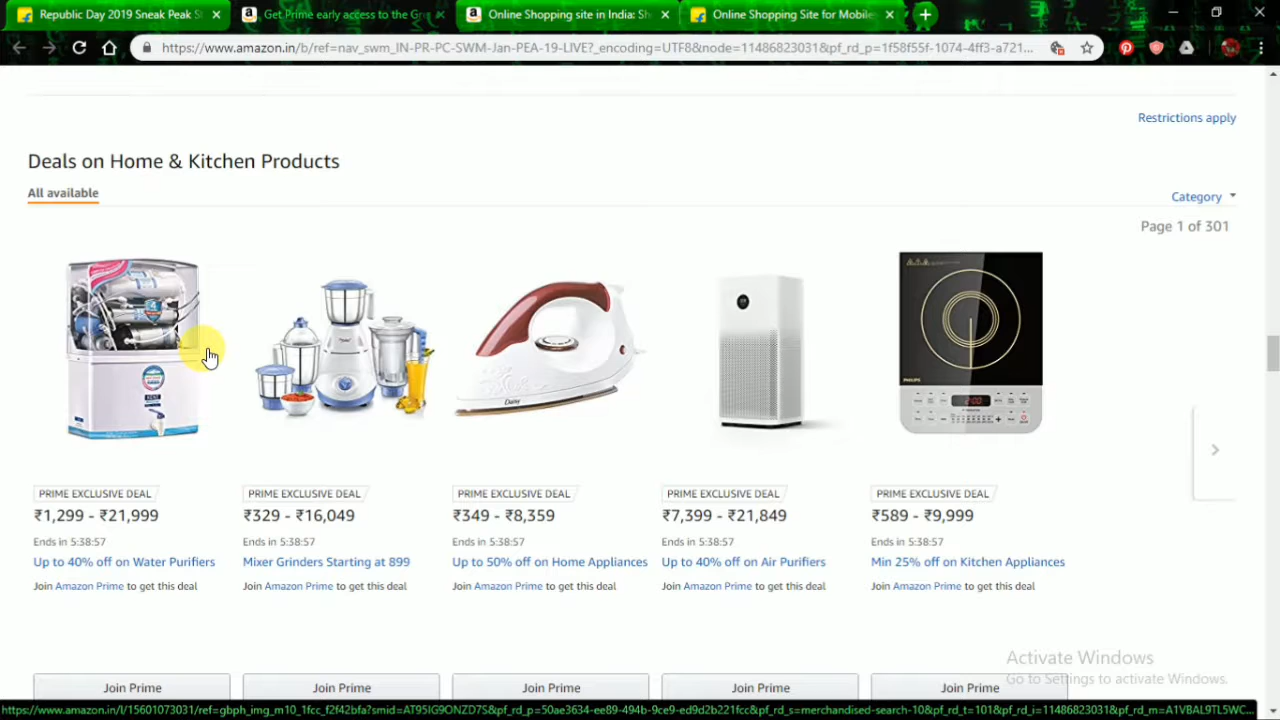 Republic Day 2019 Sneak Peak S
Get Prime early access to the Gre
Online Shopping site in India: Sh
Online Shopping Site for Mobile
https://www.amazon.in/b/ref=nav_swm_IN-PR-PC-SWM-Jan-PEA-19-LIVE?_encoding=UTF8&node=11486823031&pf_rd_p=1f58f55f-1074-4ff3-a721...
Restrictions apply
Deals on Home & Kitchen Products
All available
Category
Page 1 of 301
PHILIPS
PRIME EXCLUSIVE DEAL PRIME EXCLUSIVE DEAL PRIME EXCLUSIVE DEAL PRIME EXCLUSIVE DEAL PRIME EXCLUSIVE DEAL
₹1,299 - ₹21,999 ₹329 - ₹16,049 ₹349 - ₹8,359 ₹7,399 - ₹21,849 ₹589 - ₹9,999
Ends in 5:38:57 Ends in 5:38:57 Ends in 5:38:57 Ends in 5:38:57 Ends in 5:38:57
Up to 40% off on Water Purifiers Mixer Grinders Starting at 899 Up to 50% off on Home Appliances Up to 40% off on Air Purifiers Min 25% off on Kitchen Appliances
Join Amazon Prime to get this deal Join Amazon Prime to get this deal Join Amazon Prime to get this deal Join Amazon Prime to get this deal Join Amazon Prime to get this deal
Activate Windows
Go to Settings to activate Windows.
Join Prime Join Prime Join Prime Join Prime Join Prime
https://www.amazon.in/l/15601073031/ref=gbph_img_m10_1fcc_f2f42bfa?smid=AT95IG9ONZD7S&pf_rd_p=50ae3634-ee89-494b-9ce9-ed9d2b221fcc&pf_rd_s=merchandised-search-10&pf_rd_t=101&pf_rd_i=11486823031&pf_rd_m=A1VBAL9TL5WC...